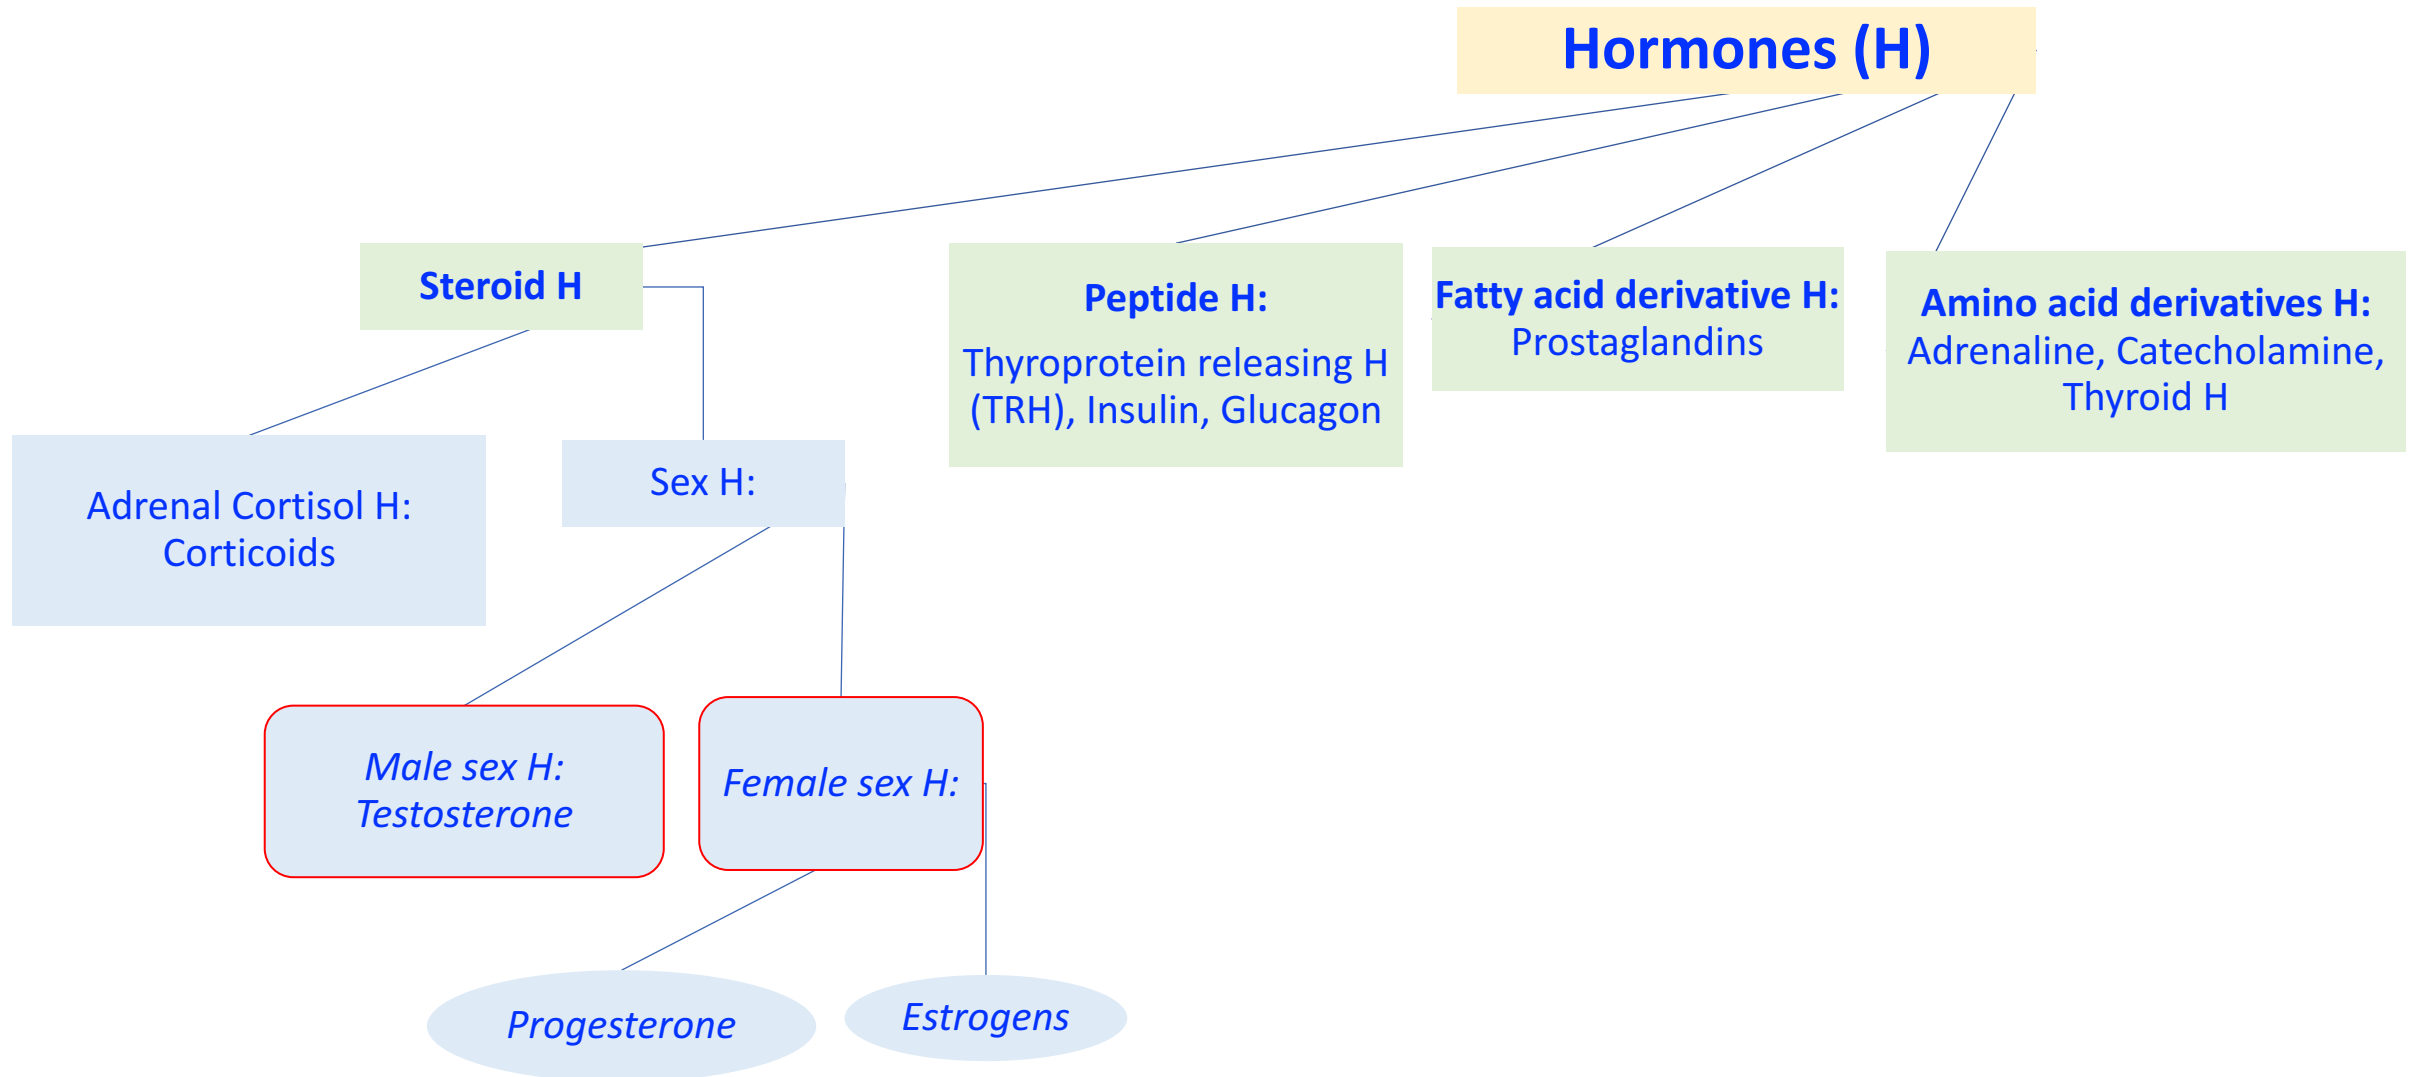 Hormones (H)
Steroid H
Peptide H:
Thyroprotein releasing H
(TRH), Insulin, Glucagon
Fatty acid derivative H:
Prostaglandins
Amino acid derivatives H:
Adrenaline, Catecholamine,
Thyroid H
Adrenal Cortisol H:
Corticoids
Sex H:
Male sex H:
Testosterone
Female sex H:
Progesterone
Estrogens